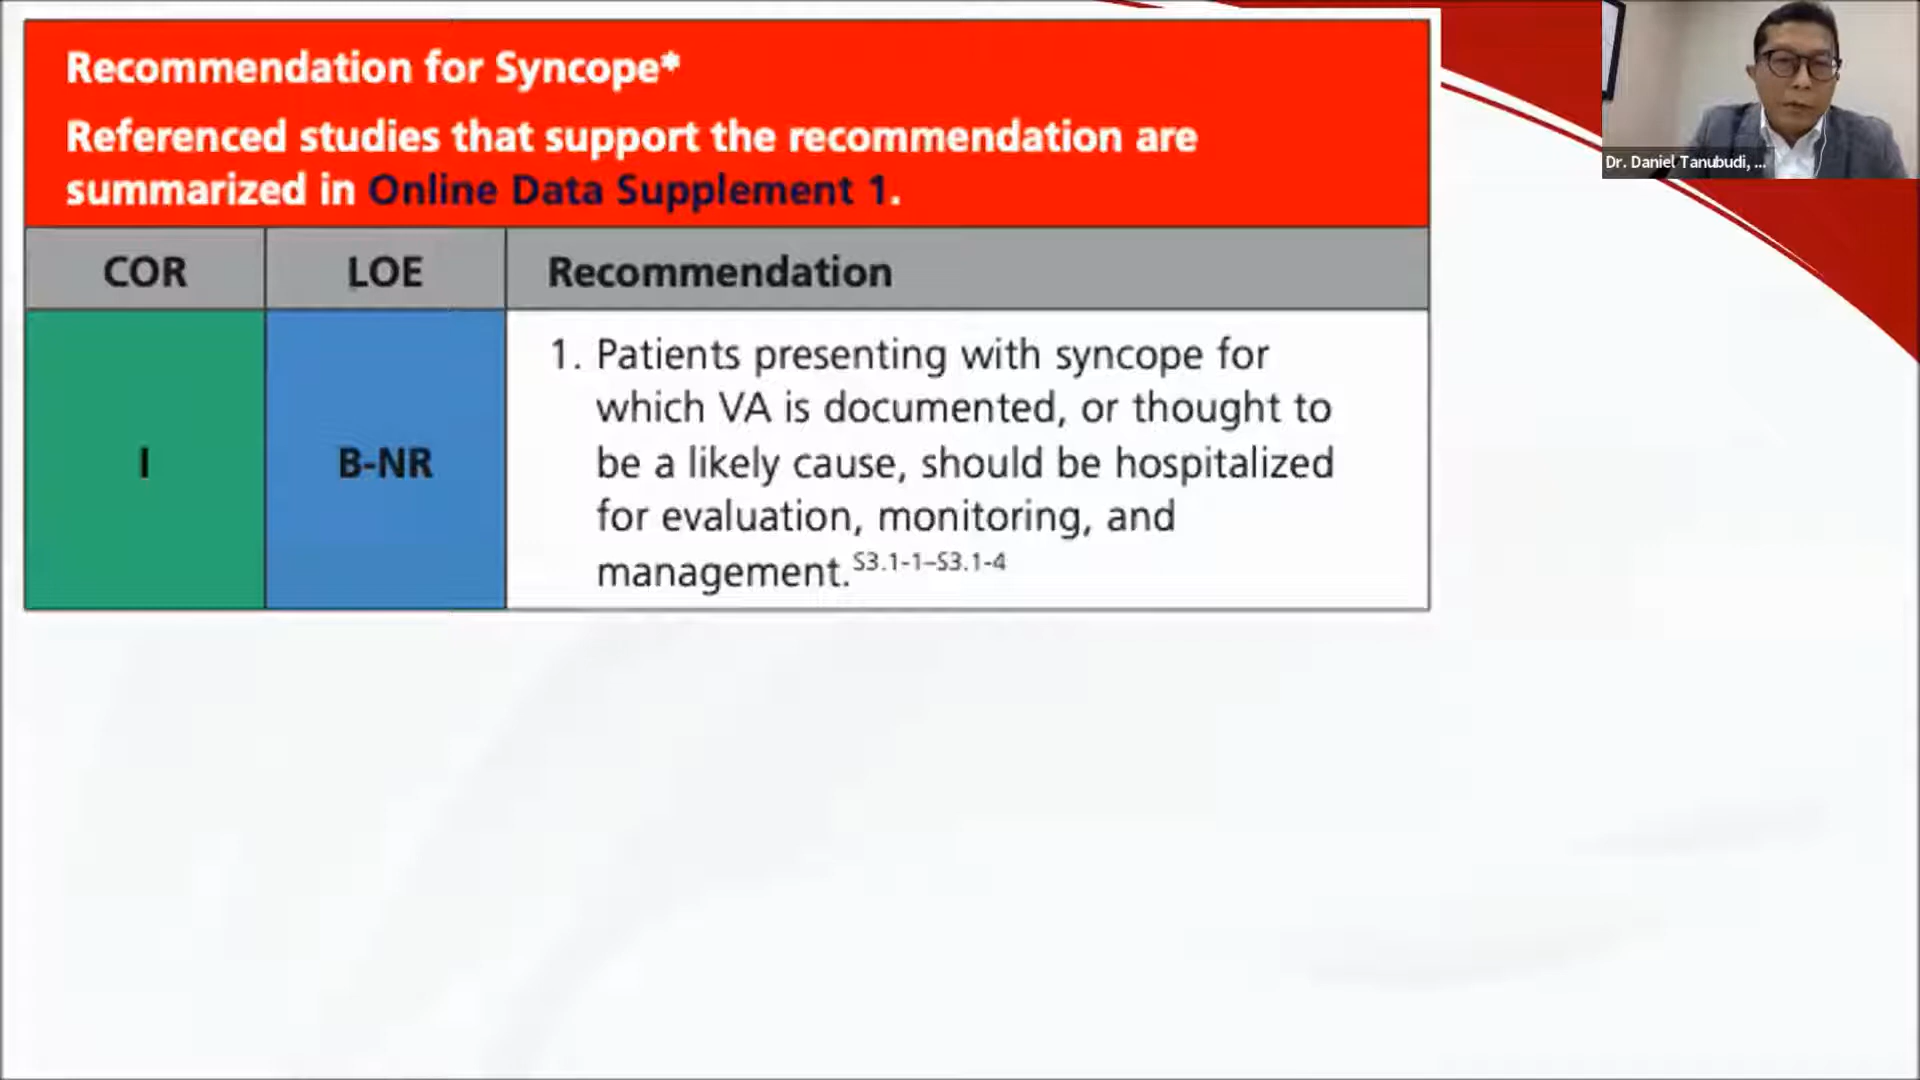 Recommendation for Syncope*
Referenced studies that support the recommendation are
summarized in Online Data Supplement 1.
COR LOE Recommendation
I B-NR 1. Patients presenting with syncope for
which VA is documented, or thought to
be a likely cause, should be hospitalized
for evaluation, monitoring, and
management.S3.1-1–S3.1-4
Dr. Daniel Tanubudi, ...